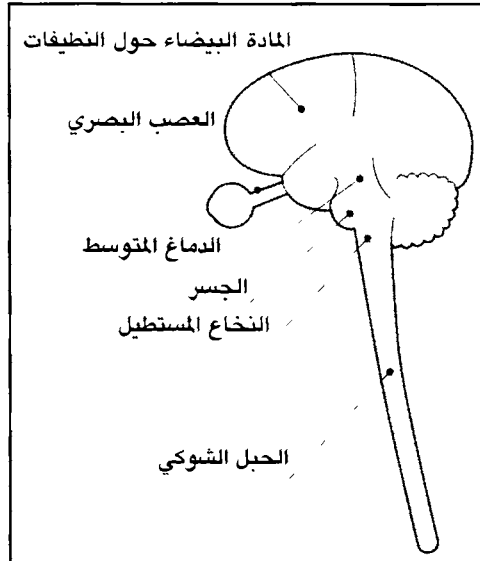 المادة البيضاء حول النطيفات
العصب البصري
الدماغ المتوسط
الجسر
النخاع المستطيل
الحبل الشوكي